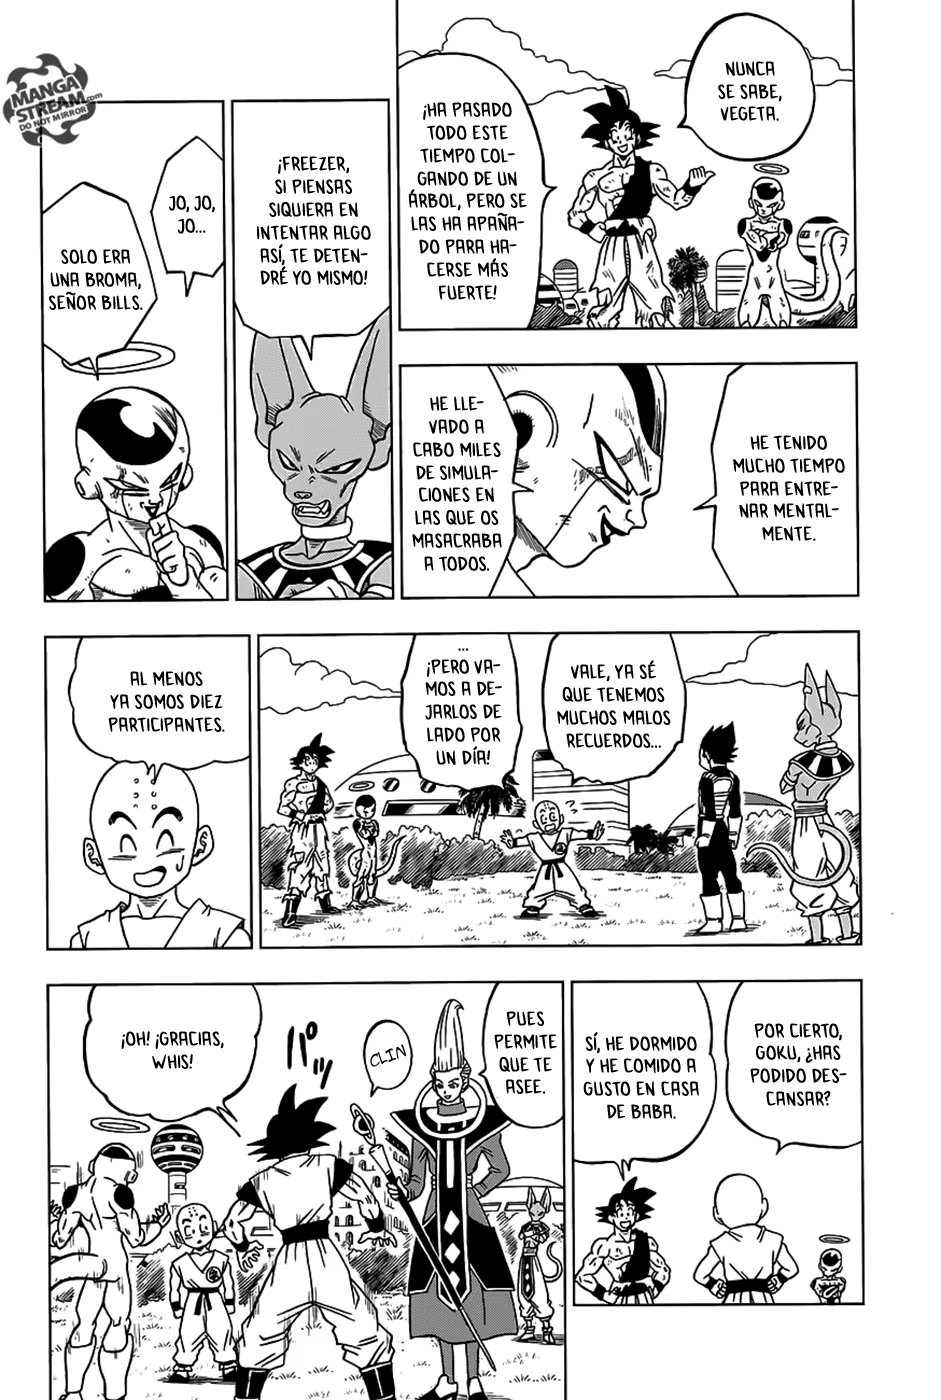 MANGA
STREAM.com
DO NOT MIRROR
NUNCA
SE SABE,
VEGETA.
¡HA PASADO
TODO ESTE
TIEMPO COL-
GANDO DE UN
ÁRBOL, PERO SE
LAS HA APAÑA-
DO PARA HA-
CERSE MÁS
FUERTE!
HE TENIDO
MUCHO TIEMPO
PARA ENTRE-
NAR MENTAL-
MENTE.
HE LLE-
VADO A
CABO MILES
DE SIMULA-
CIONES EN
LAS QUE OS
MASACRABA
A TODOS.
¡FREEZER,
SI PIENSAS
SIQUIERA EN
INTENTAR ALGO
ASÍ, TE DETEN-
DRÉ YO MISMO!
JO, JO,
JO...
SOLO ERA
UNA BROMA,
SEÑOR BILLS.
VALE, YA SÉ
QUE TENEMOS
MUCHOS MALOS
RECUERDOS...
...
¡PERO VA-
MOS A DE-
JARLOS DE
LADO POR
UN DÍA!
AL MENOS
YA SOMOS DIEZ
PARTICIPANTES.
POR CIERTO,
GOKU, ¿HAS
PODIDO DES-
CANSAR?
SÍ, HE DORMIDO
Y HE COMIDO A
GUSTO EN CASA
DE BABA.
PUES
PERMITE
QUE TE
ASEE.
CLIN
パッ
¡OH! ¡GRACIAS,
WHIS!